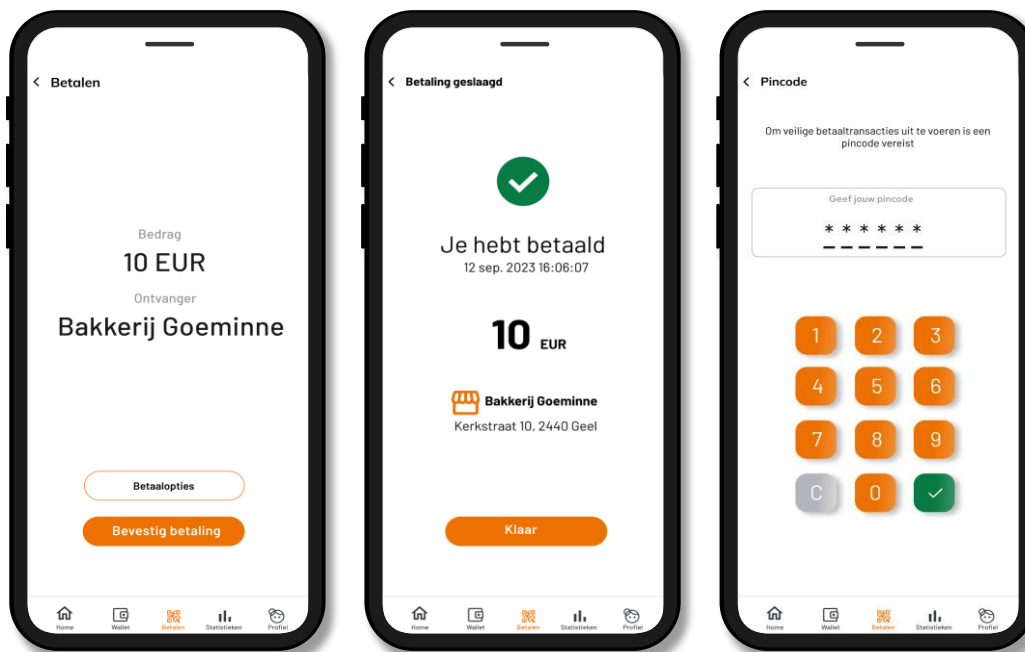 Betalen
Bedrag
10 EUR
Ontvanger
Bakkerij Goeminne
Betaalopties
Bevestig betaling
Home
Wallet
Betalen
Statistieken
Profiel
Betaling geslaagd
Je hebt betaald
12 sep. 2023 16:06:07
10 EUR
Bakkerij Goeminne
Kerkstraat 10, 2440 Geel
Klaar
Home
Wallet
Betalen
Statistieken
Profiel
Pincode
Om veilige betaaltransacties uit te voeren is een
pincode vereist
Geef jouw pincode
* * * * * *
1 2 3
4 5 6
7 8 9
C 0
Home
Wallet
Betalen
Statistieken
Profiel